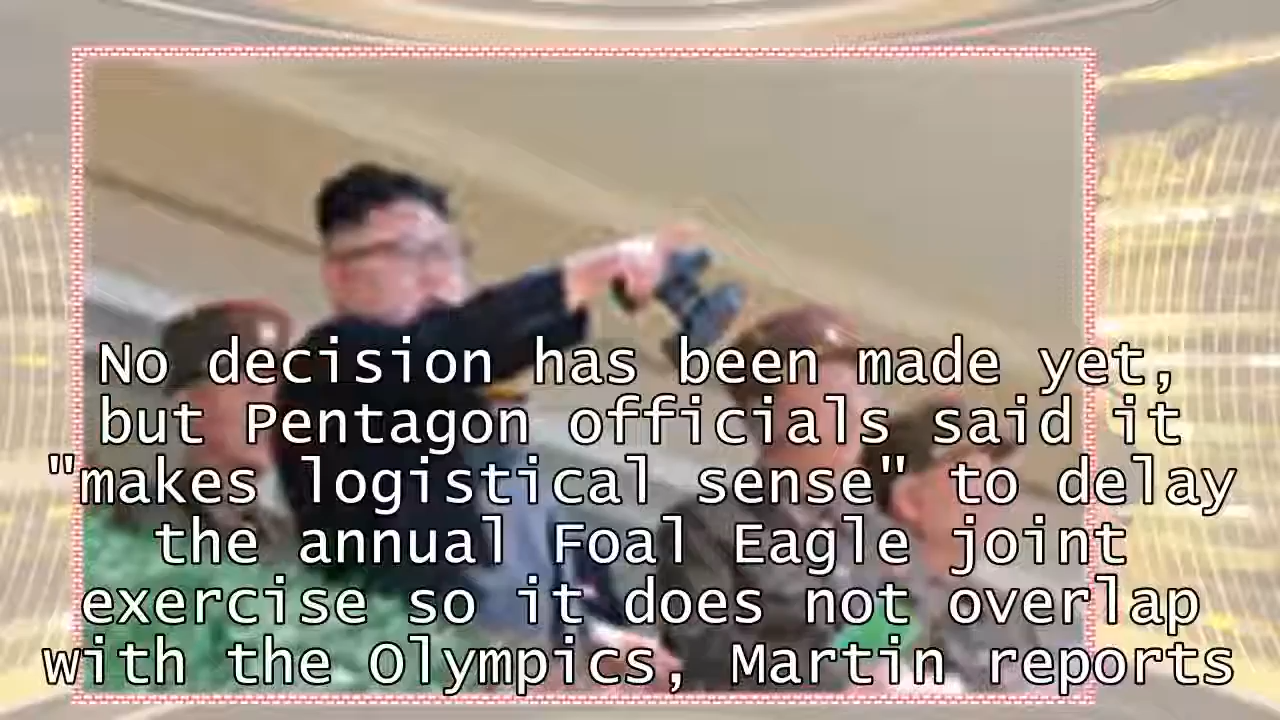 No decision has been made yet,
but Pentagon officials said it
"makes logistical sense" to delay
the annual Foal Eagle joint
exercise so it does not overlap
with the Olympics, Martin reports